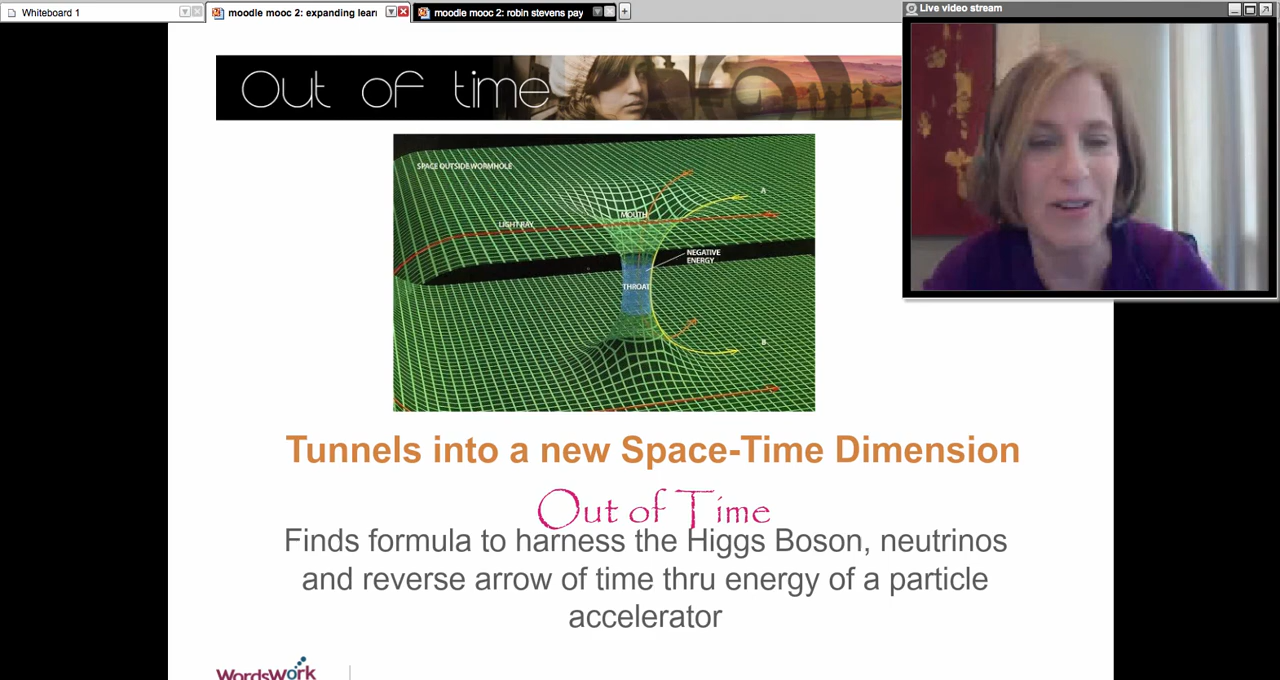 Whiteboard 1
moodle mooc 2: expanding learn
moodle mooc 2: robin stevens pay
Live video stream
Out of time
SPACE OUTSIDE WORMHOLE
A
MOUTH
LIGHT RAY
NEGATIVE
ENERGY
THROAT
B
Tunnels into a new Space-Time Dimension
Out of Time
Finds formula to harness the Higgs Boson, neutrinos
and reverse arrow of time thru energy of a particle
accelerator
WordsWork